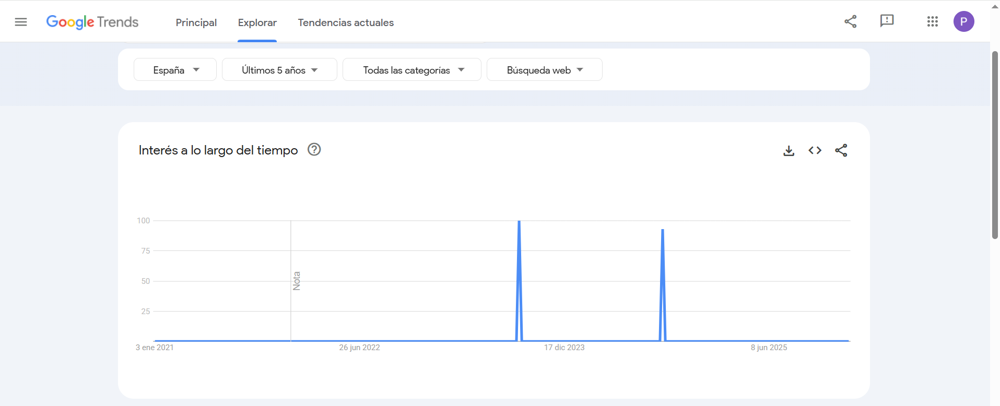 Google Trends
Principal
Explorar
Tendencias actuales
P
España
Últimos 5 años
Todas las categorías
Búsqueda web
Interés a lo largo del tiempo
100
75
50
25
Nota
3 ene 2021
26 jun 2022
17 dic 2023
8 jun 2025